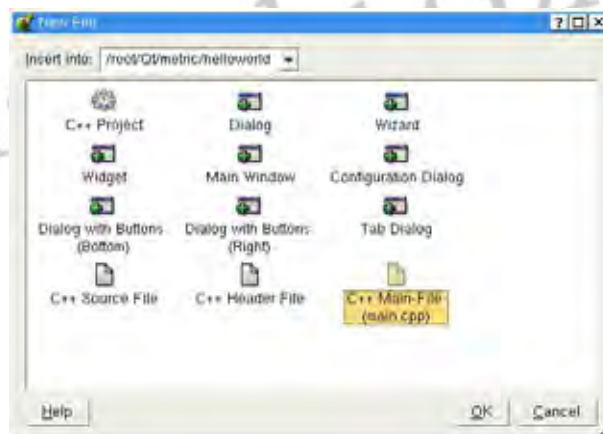 New File
Insert into: /root/Qt/metric/helloworld
C++ Project
Dialog
Wizard
Widget
Main Window
Configuration Dialog
Dialog with Buttons
(Bottom)
Dialog with Buttons
(Right)
Tab Dialog
C++ Source File
C++ Header File
C++ Main-File
(main.cpp)
Help
OK
Cancel